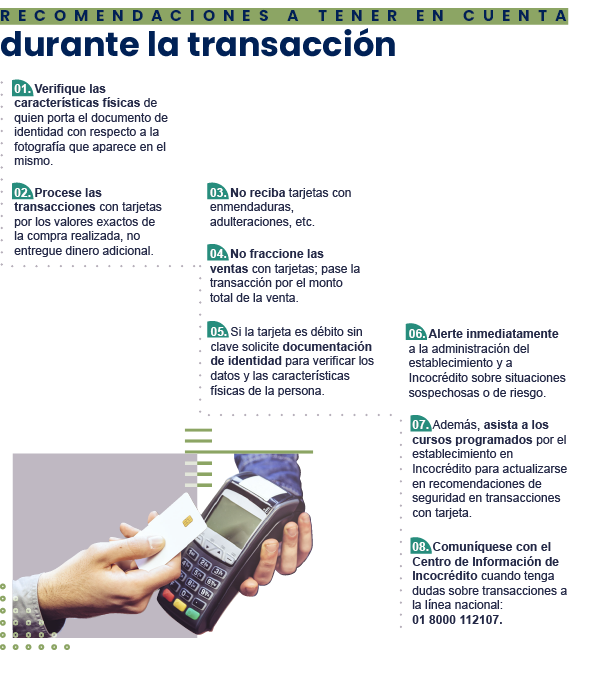 RECOMENDACIONES A TENER EN CUENTA
durante la transacción
01. Verifique las
características físicas de
quien porta el documento de
identidad con respecto a la
fotografía que aparece en el
mismo.
02. Procese las
transacciones con tarjetas
por los valores exactos de
la compra realizada, no
entregue dinero adicional.
03. No reciba tarjetas con
enmendaduras,
adulteraciones, etc.
04. No fraccione las
ventas con tarjetas; pase la
transacción por el monto
total de la venta.
05. Si la tarjeta es débito sin
clave solicite documentación
de identidad para verificar los
datos y las características
físicas de la persona.
06. Alerte inmediatamente
a la administración del
establecimiento y a
Incocrédito sobre situaciones
sospechosas o de riesgo.
07. Además, asista a los
cursos programados por el
establecimiento en
Incocrédito para actualizarse
en recomendaciones de
seguridad en transacciones
con tarjeta.
08. Comuníquese con el
Centro de Información de
Incocrédito cuando tenga
dudas sobre transacciones a
la línea nacional:
01 8000 112107.